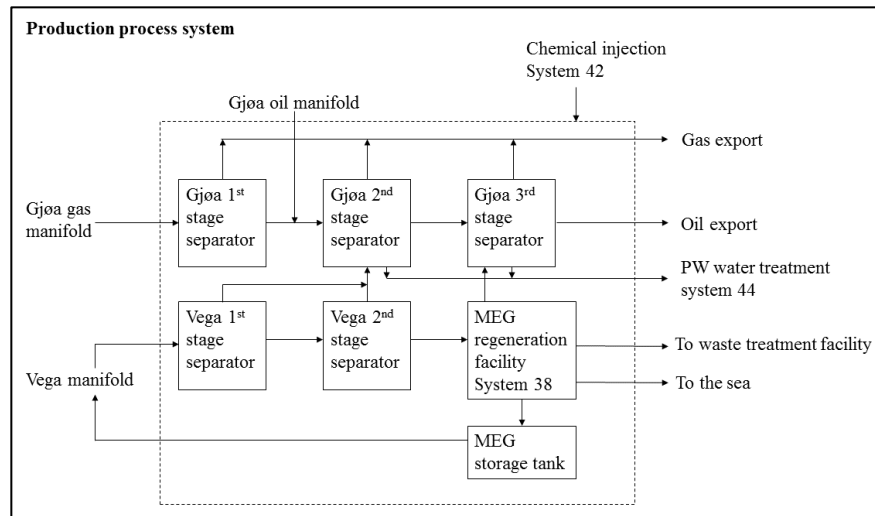 Production process system
Chemical injection
System 42
Gjøa oil manifold
Gas export
Gjøa gas
manifold
Gjøa 1st
stage
separator
Gjøa 2nd
stage
separator
Gjøa 3rd
stage
separator
Oil export
PW water treatment
system 44
Vega manifold
Vega 1st
stage
separator
Vega 2nd
stage
separator
MEG
regeneration
facility
System 38
To waste treatment facility
To the sea
MEG
storage tank